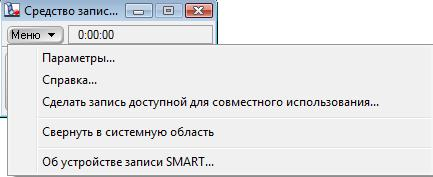 Средство запис...
Меню 0:00:00
Параметры...
Справка...
Сделать запись доступной для совместного использования...
Свернуть в системную область
Об устройстве записи SMART...